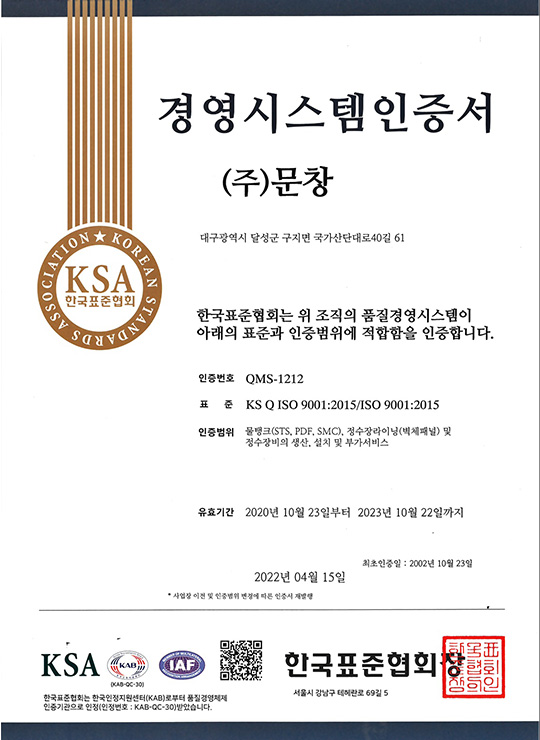 경영시스템인증서
(주)문창
대구광역시 달성군 구지면 국가산단대로40길 61
KOREAN STANDARDS ASSOCIATION
KSA
한국표준협회
한국표준협회는 위 조직의 품질경영시스템이
아래의 표준과 인증범위에 적합함을 인증합니다.
인증번호 QMS-1212
표 준 KS Q ISO 9001:2015/ISO 9001:2015
인증범위 물탱크(STS, PDF, SMC), 정수장라이닝(벽체패널) 및
정수장비의 생산, 설치 및 부가서비스
유효기간 2020년 10월 23일부터 2023년 10월 22일까지
최초인증일 : 2002년 10월 23일
2022년 04월 15일
* 사업장 이전 및 인증범위 변경에 따른 인증서 재발행
KSA
KAB
(KAB-QC-30)
IAF
한국표준협회장
서울시 강남구 테헤란로 69길 5
한국표준협회는 한국인정지원센터(KAB)로부터 품질경영체제
인증기관으로 인정(인정번호 : KAB-QC-30)받았습니다.